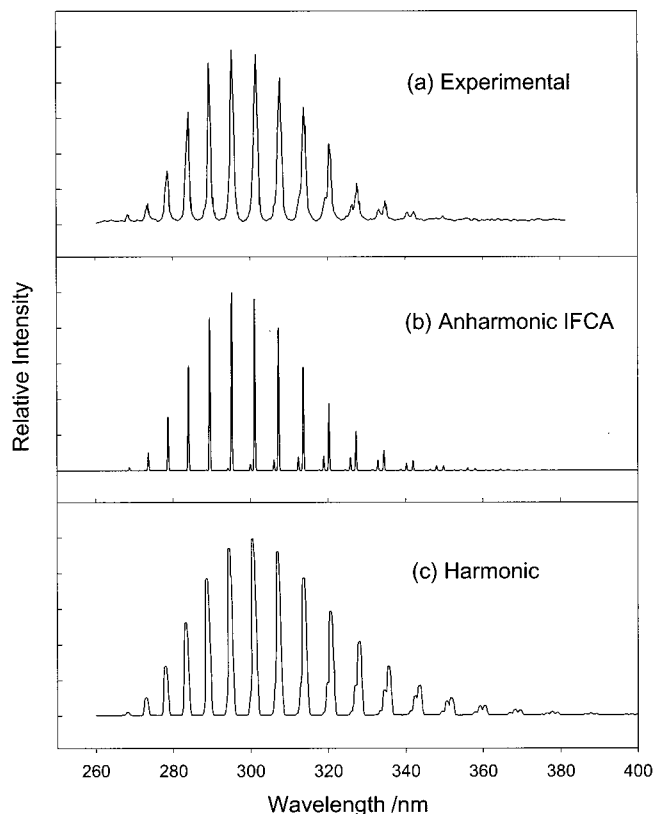 (a) Experimental
(b) Anharmonic IFCA
(c) Harmonic
Relative Intensity
260 280 300 320 340 360 380 400
Wavelength /nm